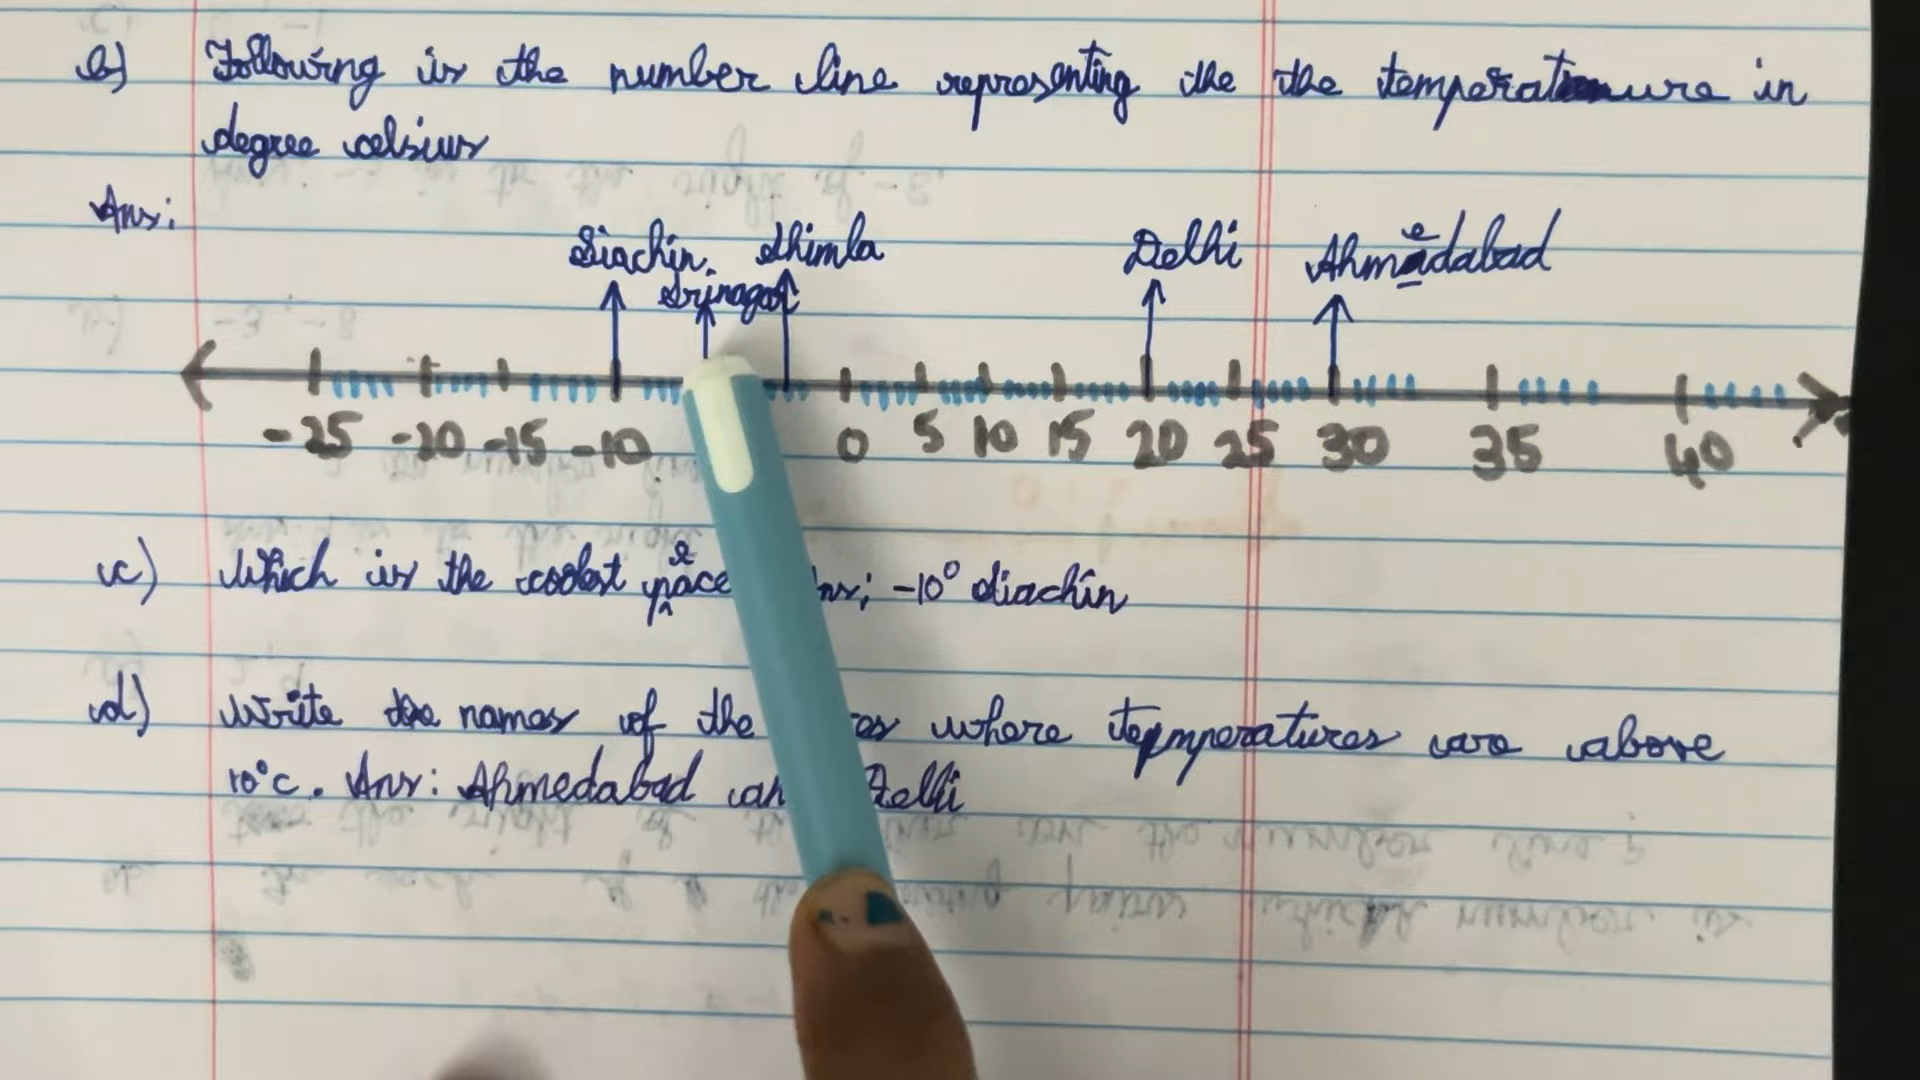 b) Following is the number line representing the the temperature in
degree celsius
Ans:
Siachin Shimla Delhi Ahmedabad
Srinagar
-25 -20 -15 -10 0 5 10 15 20 25 30 35 40
c) Which is the coolest place -10° Siachin
d) Write the names of the where temperatures are above
10°c. Ans: Ahmedabad Delhi